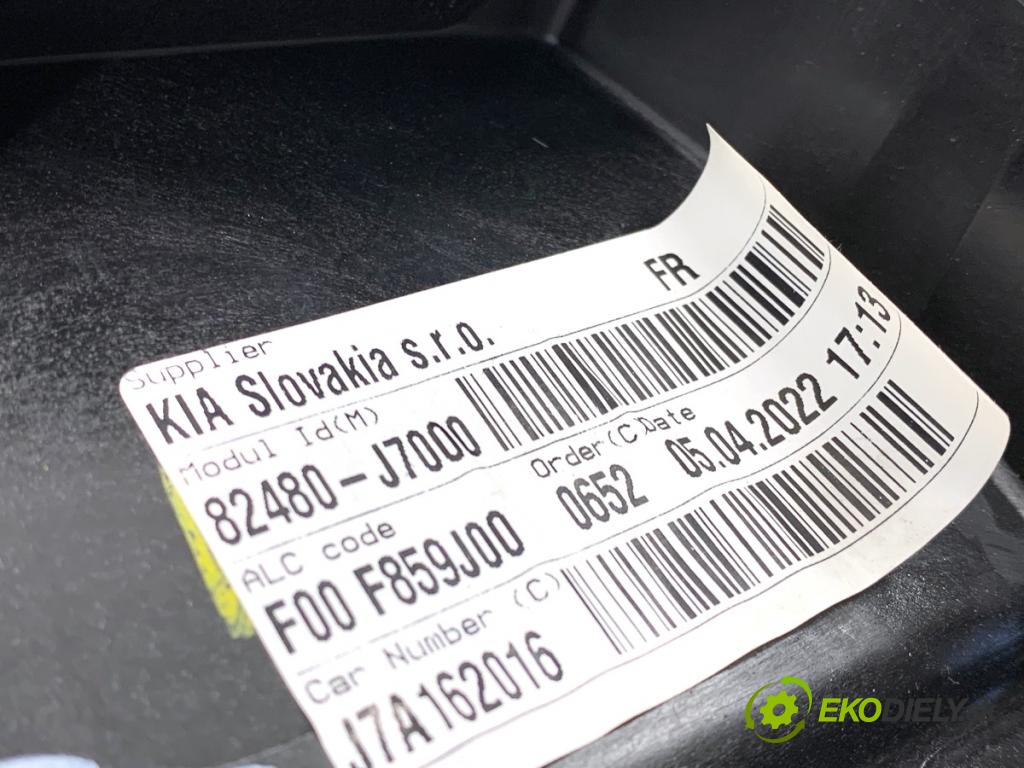 Supplier
KIA Slovakia s.r.o. FR
Modul Id(M)
82480-J7000
ALC code Order(C)Date
F00 F859J00 0652 05.04.2022 17:13
Car Number (C)
J7A162016
EKODIELY